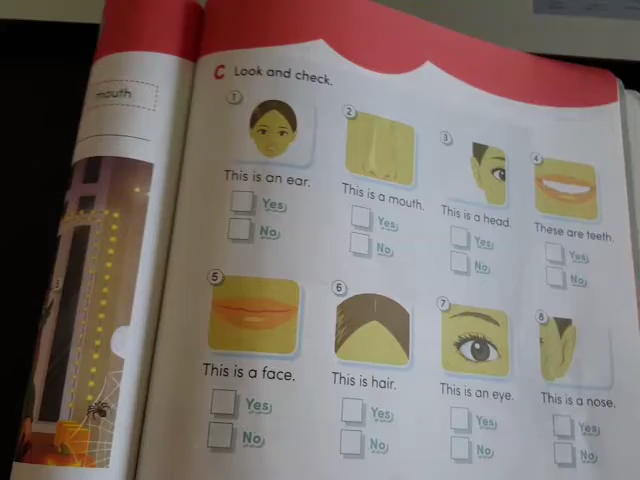 mouth
C Look and check.
1
This is an ear.
Yes
No
2
This is a mouth.
Yes
No
3
This is a head.
Yes
No
4
These are teeth.
Yes
No
5
This is a face.
Yes
No
6
This is hair.
Yes
No
7
This is an eye.
Yes
No
8
This is a nose.
Yes
No